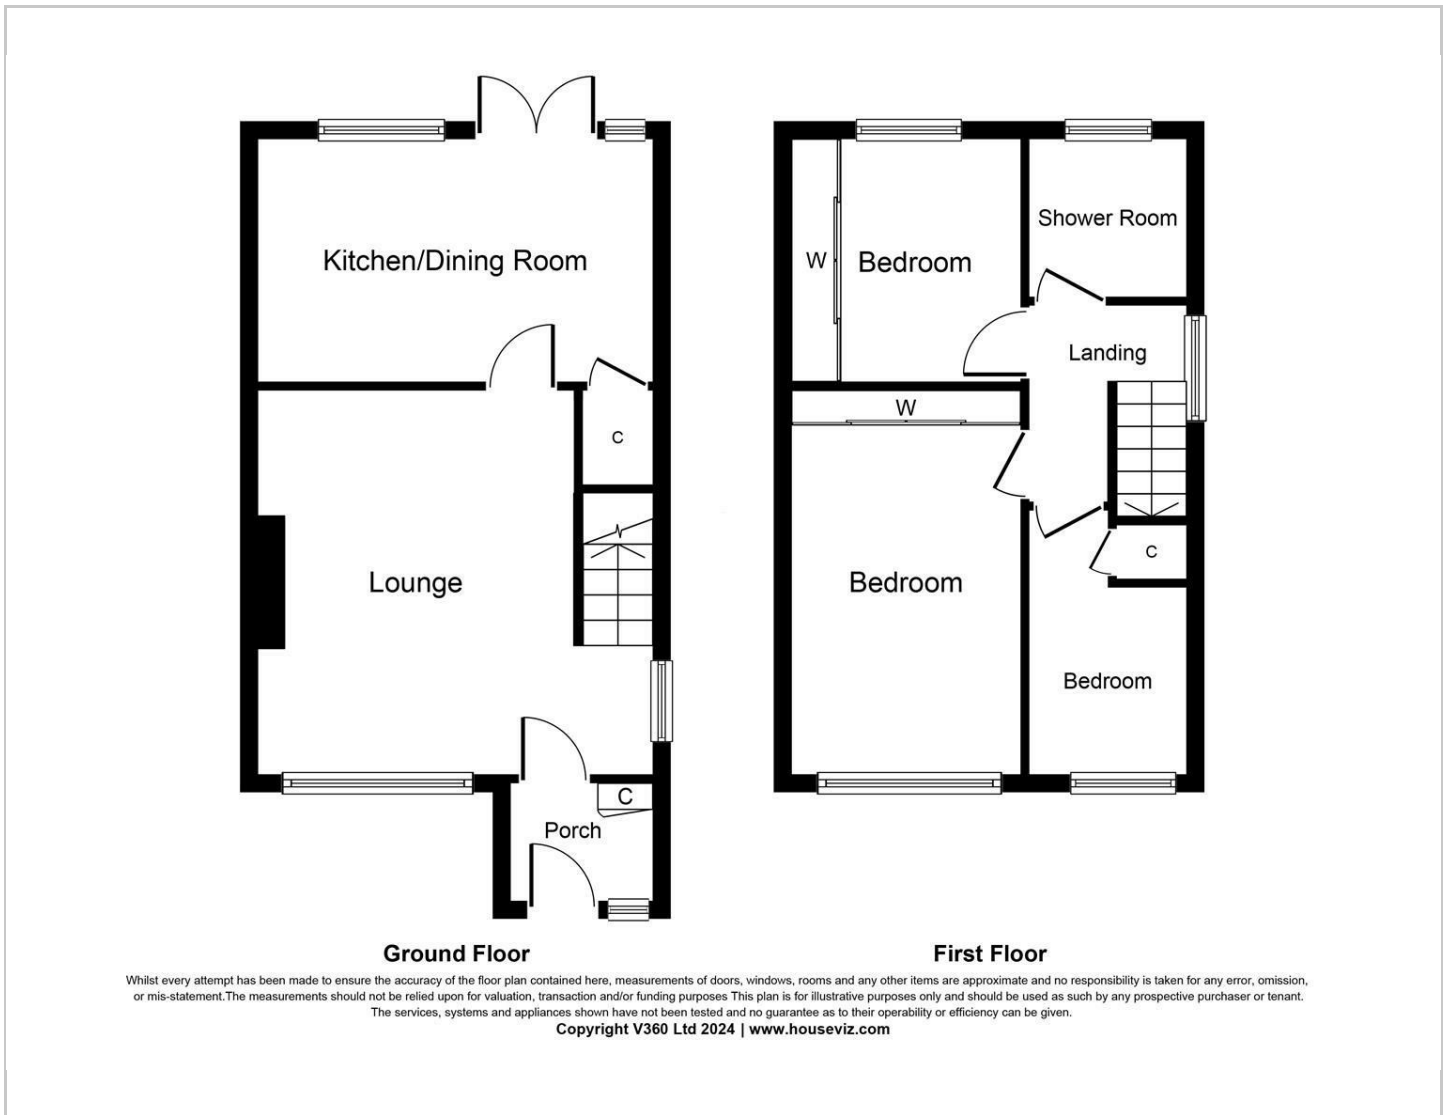 Kitchen/Dining Room
C
Lounge
C
Porch
Ground Floor
W
Bedroom
Shower Room
Landing
W
Bedroom
C
Bedroom
First Floor
Whilst every attempt has been made to ensure the accuracy of the floor plan contained here, measurements of doors, windows, rooms and any other items are approximate and no responsibility is taken for any error, omission,
or mis-statement.The measurements should not be relied upon for valuation, transaction and/or funding purposes This plan is for illustrative purposes only and should be used as such by any prospective purchaser or tenant.
The services, systems and appliances shown have not been tested and no guarantee as to their operability or efficiency can be given.
Copyright V360 Ltd 2024 | www.houseviz.com